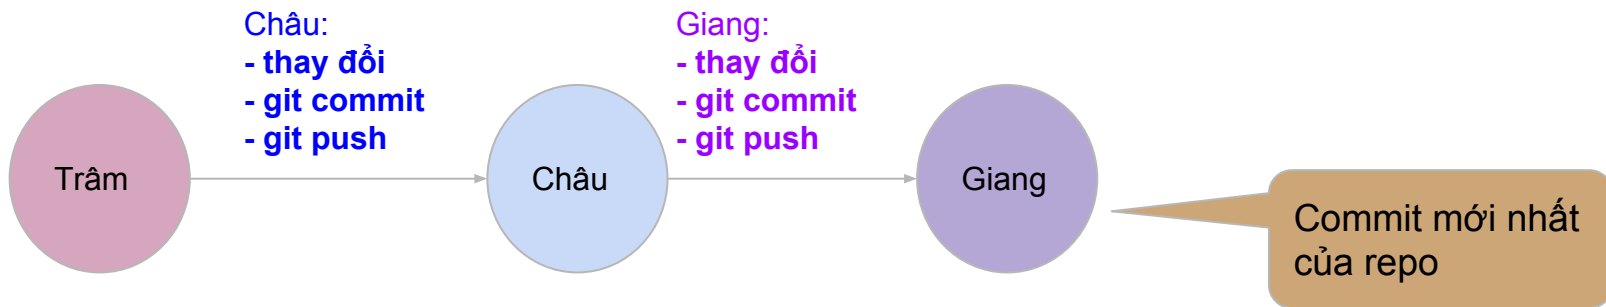 Châu:
- thay đổi
- git commit
- git push
Giang:
- thay đổi
- git commit
- git push
Trâm
Châu
Giang
Commit mới nhất
của repo